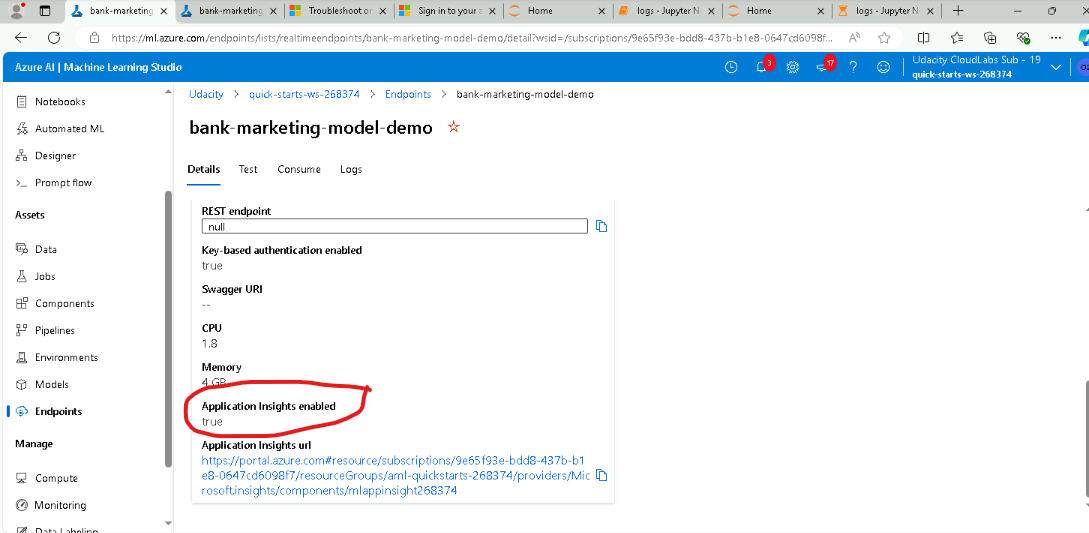 bank-marketing
bank-marketing
Troubleshoot or
Sign in to your a
Home
logs - Jupyter N
Home
logs - Jupyter N
https://ml.azure.com/endpoints/lists/realtimeendpoints/bank-marketing-model-demo/detail?wsid=/subscriptions/9e65f93e-bdd8-437b-b1e8-0647cd6098f...
Azure AI | Machine Learning Studio
3
17
Udacity CloudLabs Sub - 19
quick-starts-ws-268374
Notebooks
Automated ML
Designer
Prompt flow
Assets
Data
Jobs
Components
Pipelines
Environments
Models
Endpoints
Manage
Compute
Monitoring
Data Labeling
Udacity > quick-starts-ws-268374 > Endpoints > bank-marketing-model-demo
bank-marketing-model-demo
Details Test Consume Logs
REST endpoint
null
Key-based authentication enabled
true
Swagger URI
--
CPU
1.8
Memory
4 GB
Application Insights enabled
true
Application Insights url
https://portal.azure.com#resource/subscriptions/9e65f93e-bdd8-437b-b1
e8-0647cd6098f7/resourceGroups/aml-quickstarts-268374/providers/Mic
rosoft.insights/components/mlappinsight268374